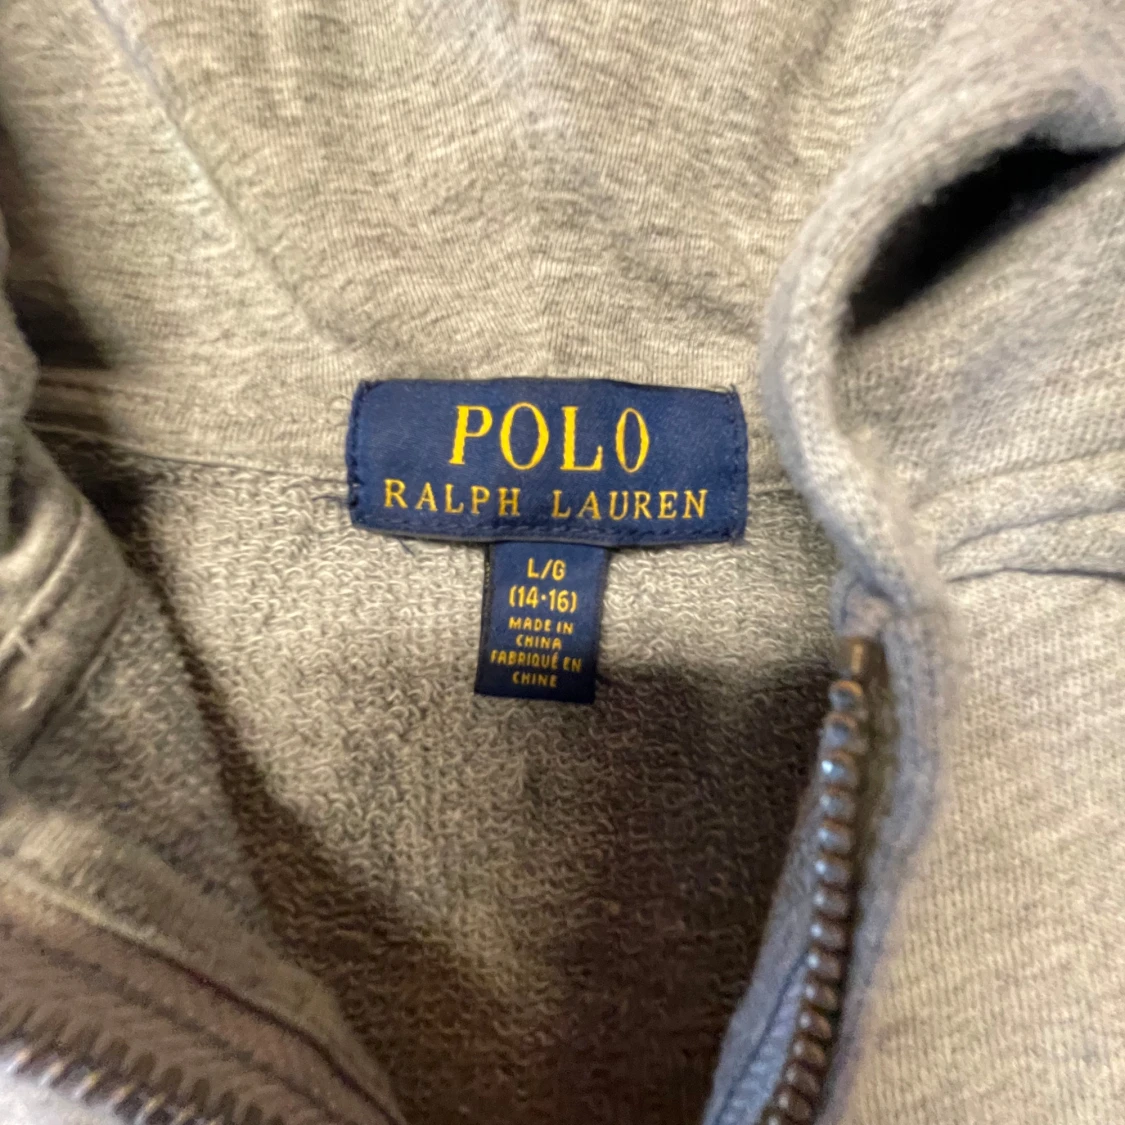 POLO
RALPH LAUREN
L/G
(14•16)
MADE IN
CHINA
FABRIQUÉ EN
CHINE